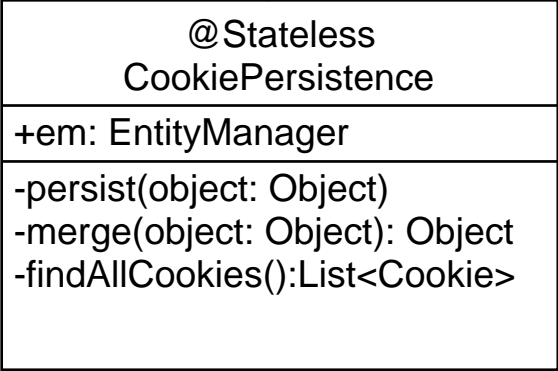 @Stateless
CookiePersistence
+em: EntityManager
-persist(object: Object)
-merge(object: Object): Object
-findAllCookies():List<Cookie>